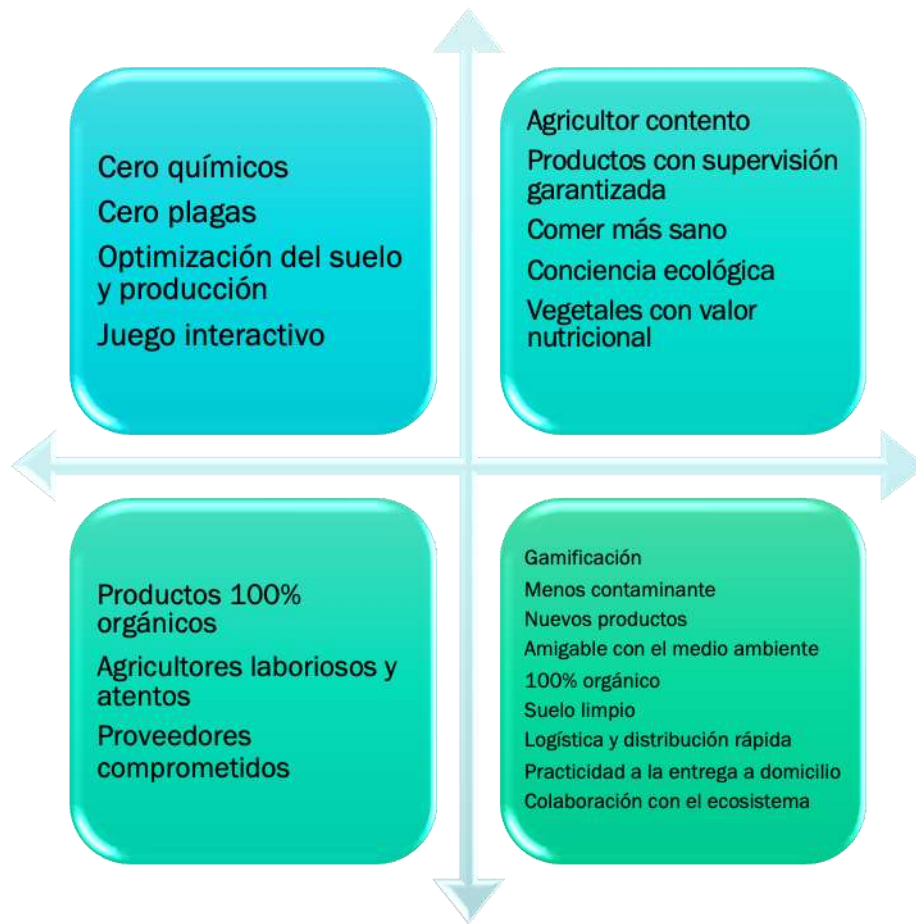 Cero químicos
Cero plagas
Optimización del suelo
y producción
Juego interactivo
Agricultor contento
Productos con supervisión
garantizada
Comer más sano
Conciencia ecológica
Vegetales con valor
nutricional
Productos 100%
orgánicos
Agricultores laboriosos y
atentos
Proveedores
comprometidos
Gamificación
Menos contaminante
Nuevos productos
Amigable con el medio ambiente
100% orgánico
Suelo limpio
Logística y distribución rápida
Practicidad a la entrega a domicilio
Colaboración con el ecosistema